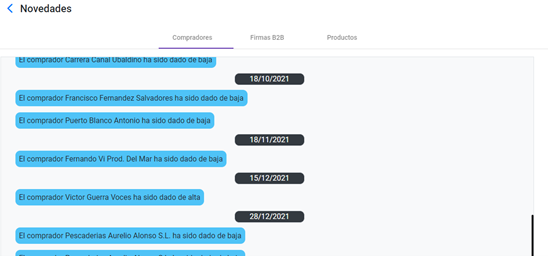 Novedades
Compradores Firmas B2B Productos
El comprador Carrera Canal Ubaldino ha sido dado de baja
18/10/2021
El comprador Francisco Fernandez Salvadores ha sido dado de baja
El comprador Puerto Blanco Antonio ha sido dado de baja
18/11/2021
El comprador Fernando Vi Prod. Del Mar ha sido dado de baja
15/12/2021
El comprador Victor Guerra Voces ha sido dado de alta
28/12/2021
El comprador Pescaderias Aurelio Alonso S.L. ha sido dado de baja